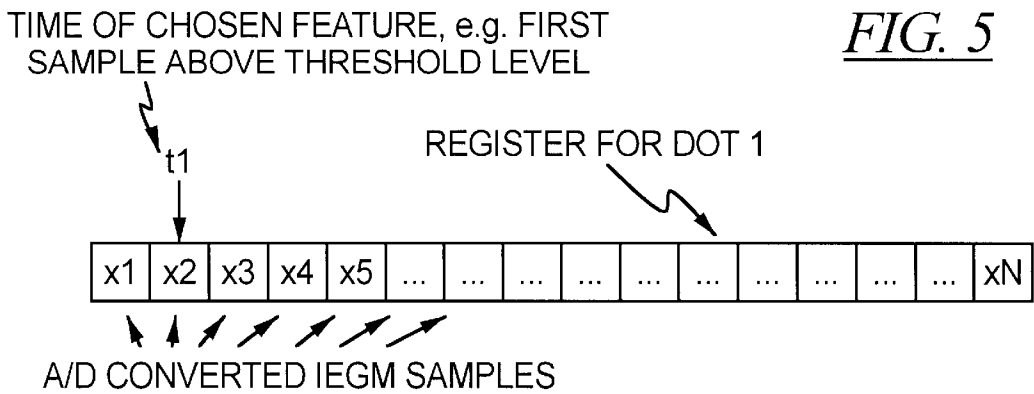 TIME OF CHOSEN FEATURE, e.g. FIRST
SAMPLE ABOVE THRESHOLD LEVEL
FIG. 5
t1
REGISTER FOR DOT 1
x1 x2 x3 x4 x5 ... ... ... ... ... ... ... ... ... ... xN
A/D CONVERTED IEGM SAMPLES